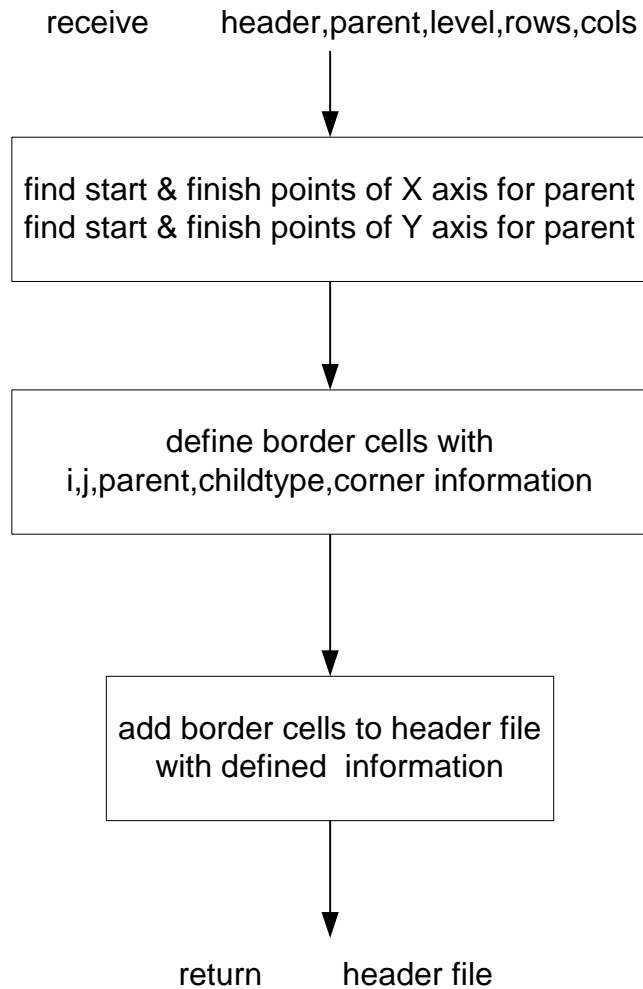 receive header,parent,level,rows,cols
find start & finish points of X axis for parent
find start & finish points of Y axis for parent
define border cells with
i,j,parent,childtype,corner information
add border cells to header file
with defined information
return header file